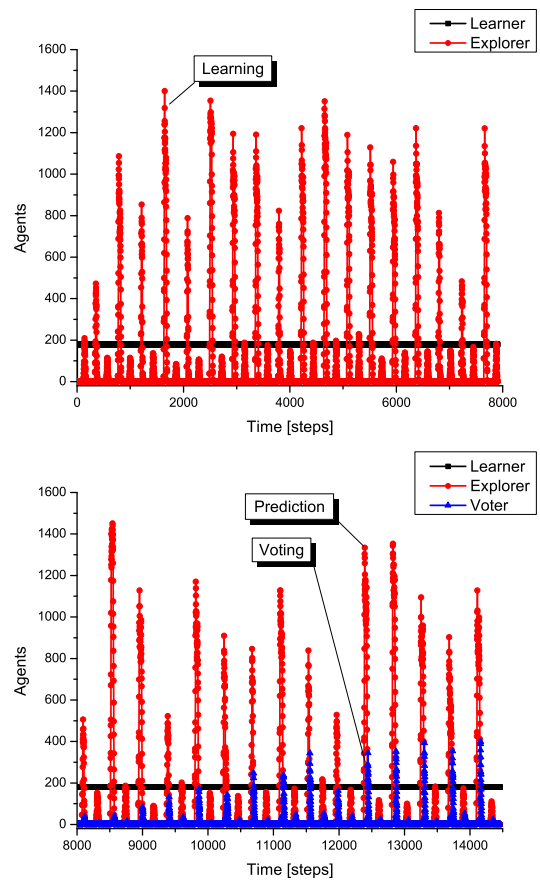 Learner
Explorer
1600
Learning
1400
1200
1000
Agents
800
600
400
200
0
0 2000 4000 6000 8000
Time [steps]
Learner
Explorer
Voter
1600
Prediction
1400
Voting
1200
1000
Agents
800
600
400
200
0
8000 9000 10000 11000 12000 13000 14000
Time [steps]